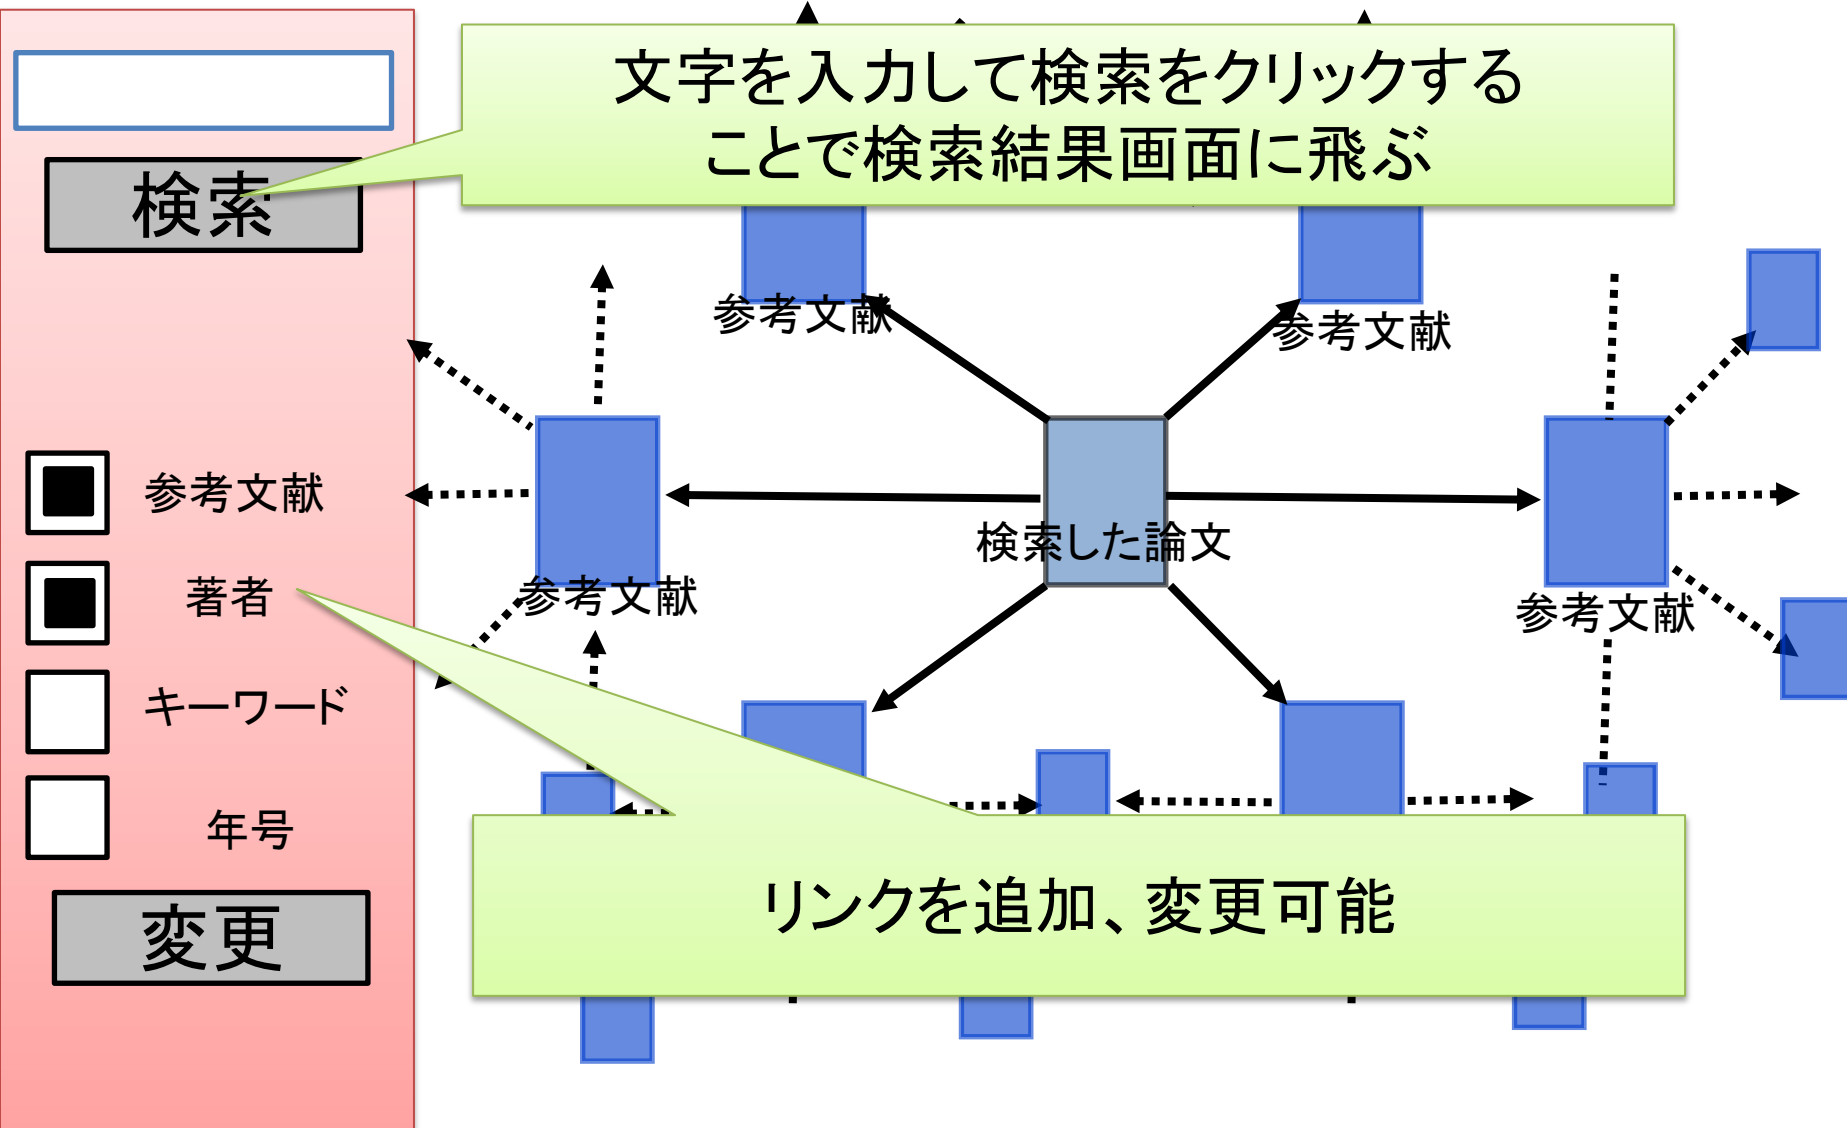 文字を入力して検索をクリックする
ことで検索結果画面に飛ぶ
検索
参考文献
参考文献
参考文献
検索した論文
参考文献
著者
参考文献
キーワード
年号
変更
リンクを追加、変更可能